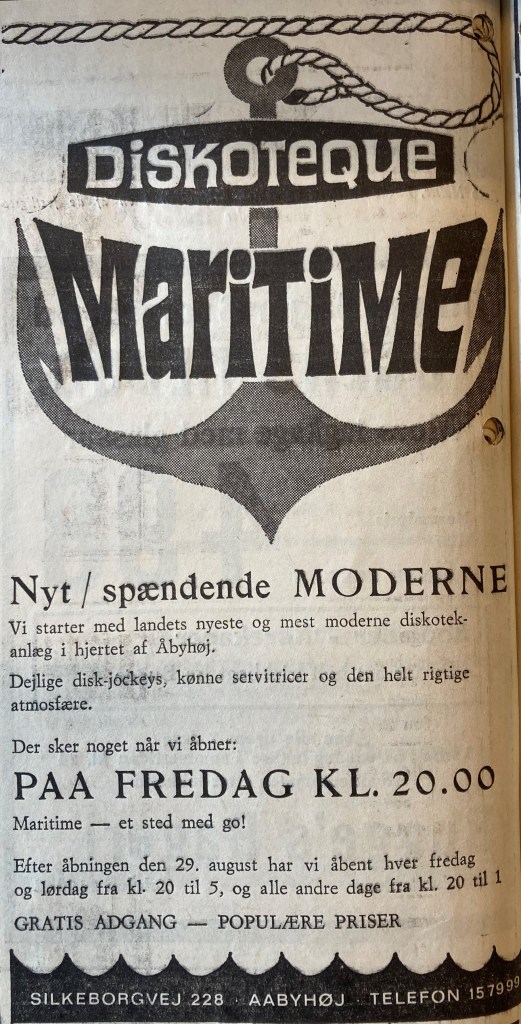 DiSKOTEQUE
MariTiMe
Nyt / spændende MODERNE
Vi starter med landets nyeste og mest moderne diskotek-
anlæg i hjertet af Åbyhøj.
Dejlige disk-jockeys, kønne servitricer og den helt rigtige
atmosfære.
Der sker noget når vi åbner:
PAA FREDAG KL. 20.00
Maritime — et sted med go!
Efter åbningen den 29. august har vi åbent hver fredag
og lørdag fra kl. 20 til 5, og alle andre dage fra kl. 20 til 1
GRATIS ADGANG — POPULÆRE PRISER
SILKEBORGVEJ 228 · AABYHØJ · TELEFON 15 79 99